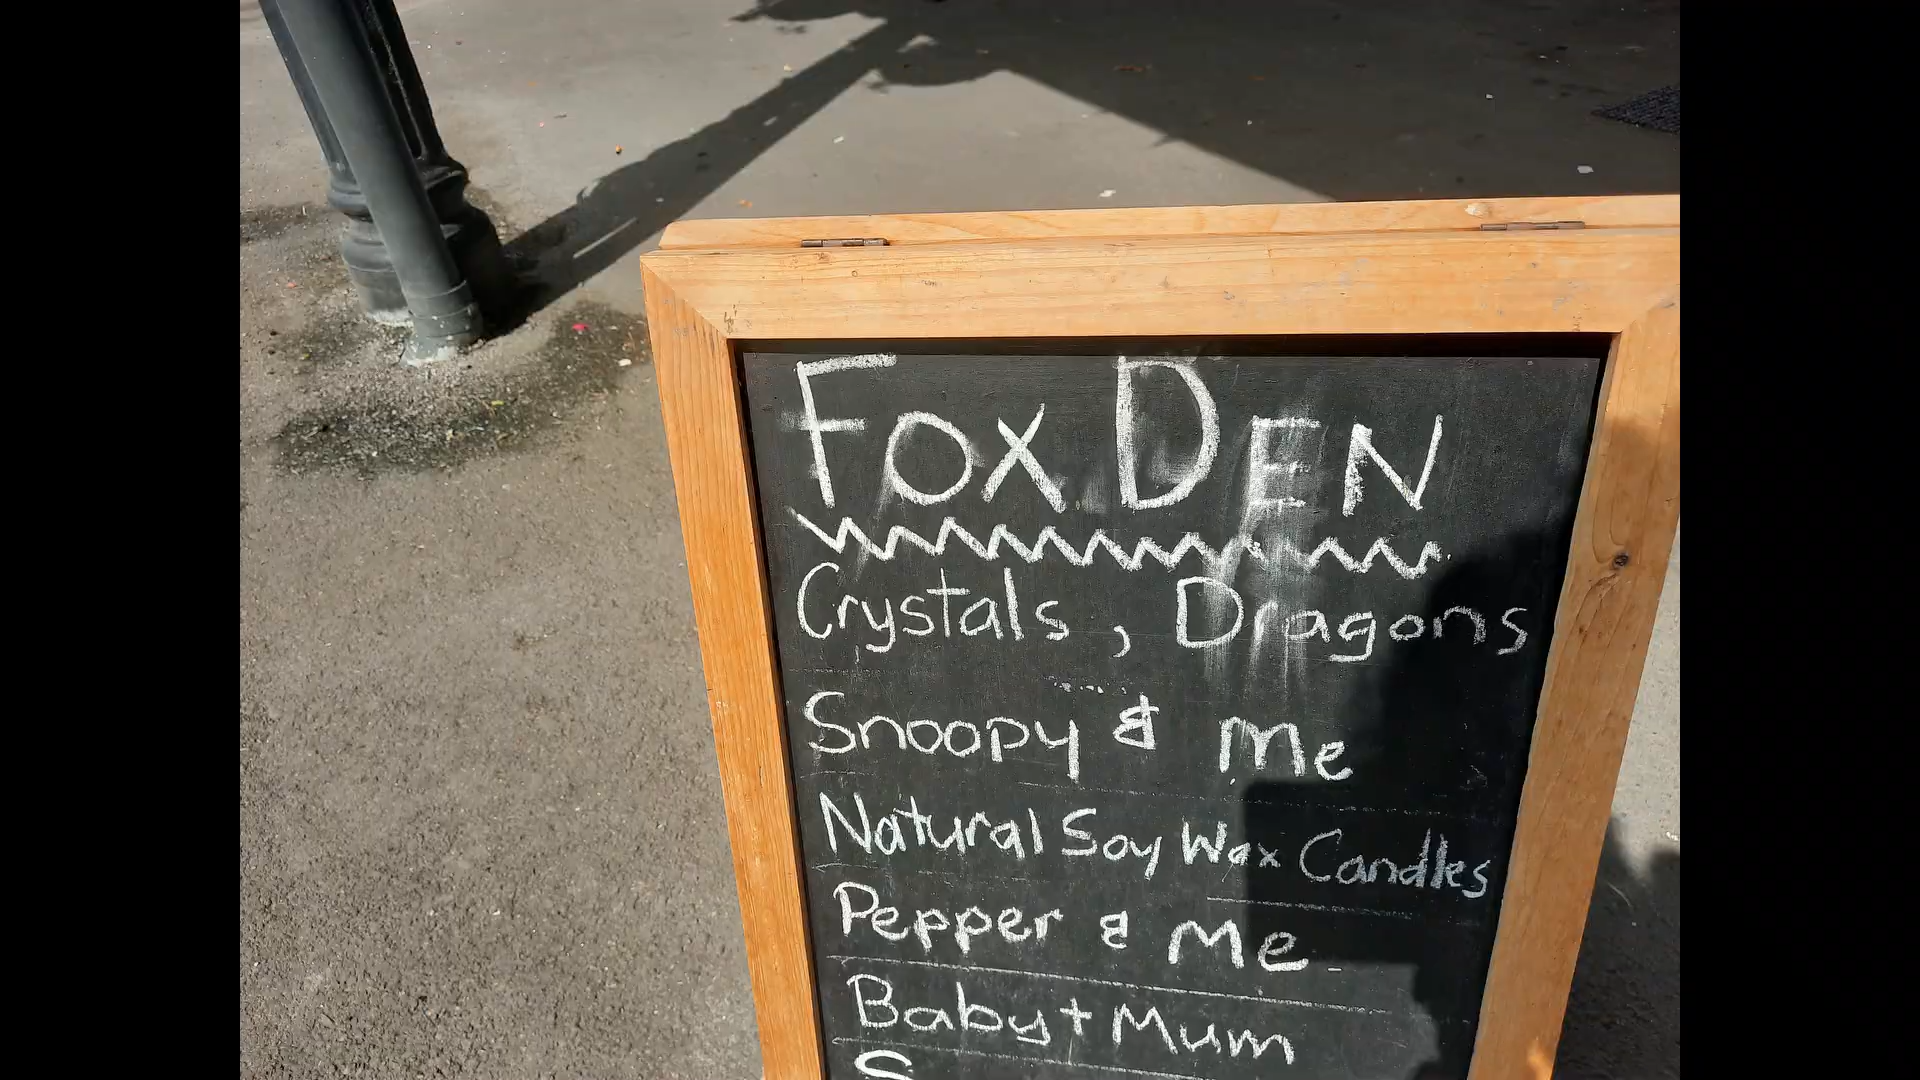 FOX DEN
Crystals, Dragons
Snoopy & Me
Natural Soy Wax Candles
Pepper & Me
Baby + Mum